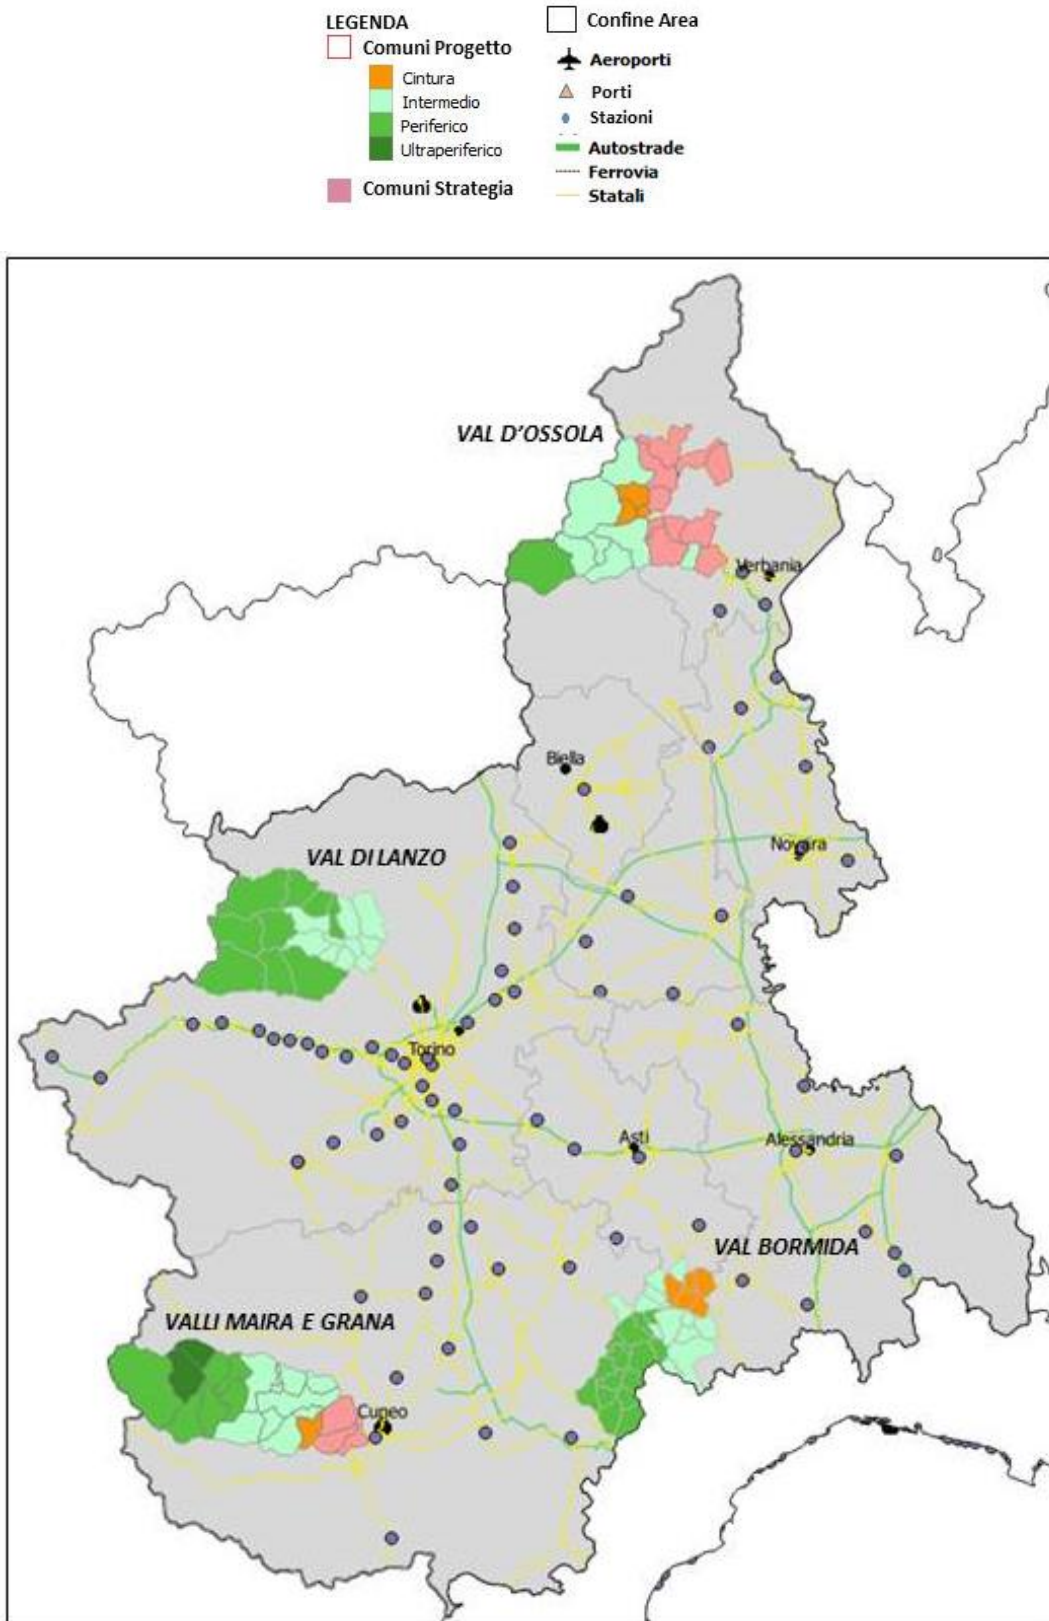 LEGENDA
Comuni Progetto
Cintura
Intermedio
Periferico
Ultraperiferico
Comuni Strategia
Confine Area
Aeroporti
Porti
Stazioni
Autostrade
Ferrovia
Statali
VAL D'OSSOLA
Verbania
Biella
VAL DI LANZO
Novara
Torino
Asti
Alessandria
VAL BORMIDA
VALLI MAIRA E GRANA
Cuneo